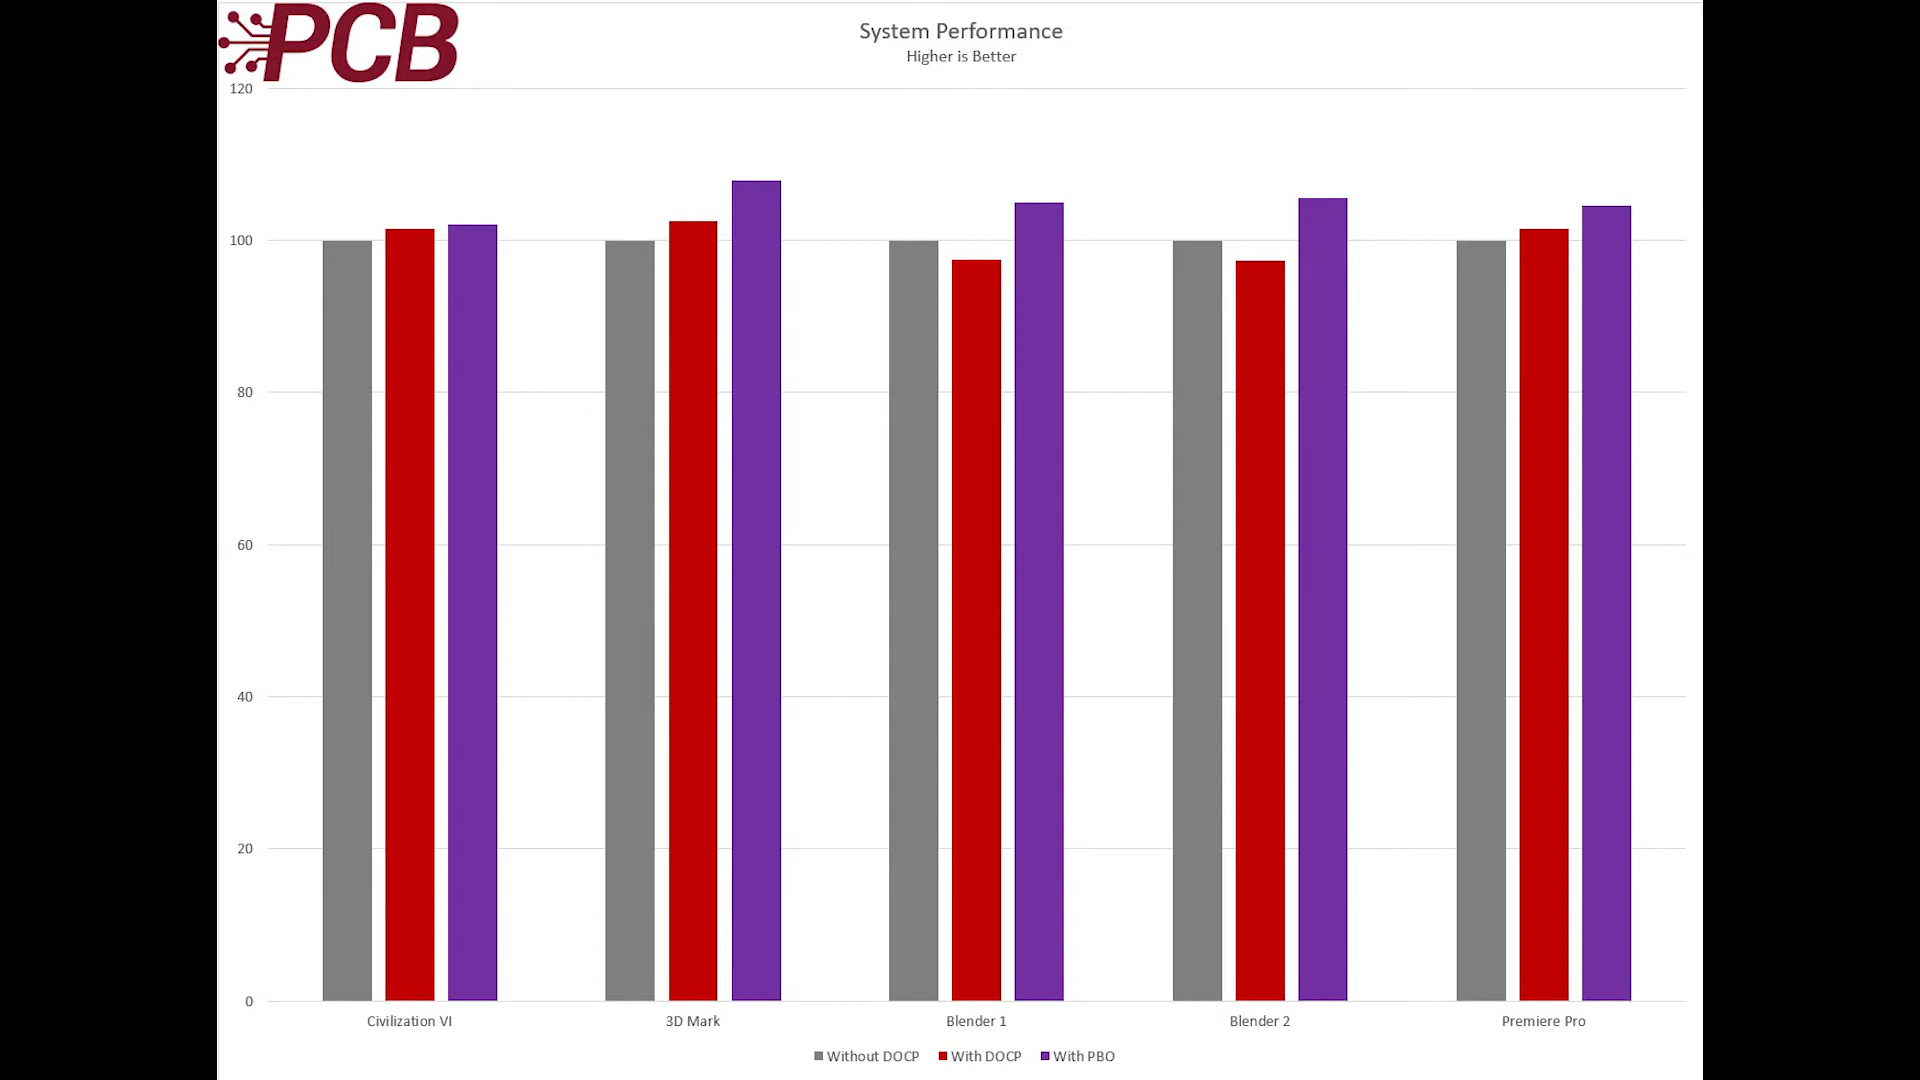 PCB
System Performance
Higher is Better
120
100
80
60
40
20
0
Civilization VI
3D Mark
Blender 1
Blender 2
Premiere Pro
Without DOCP
With DOCP
With PBO